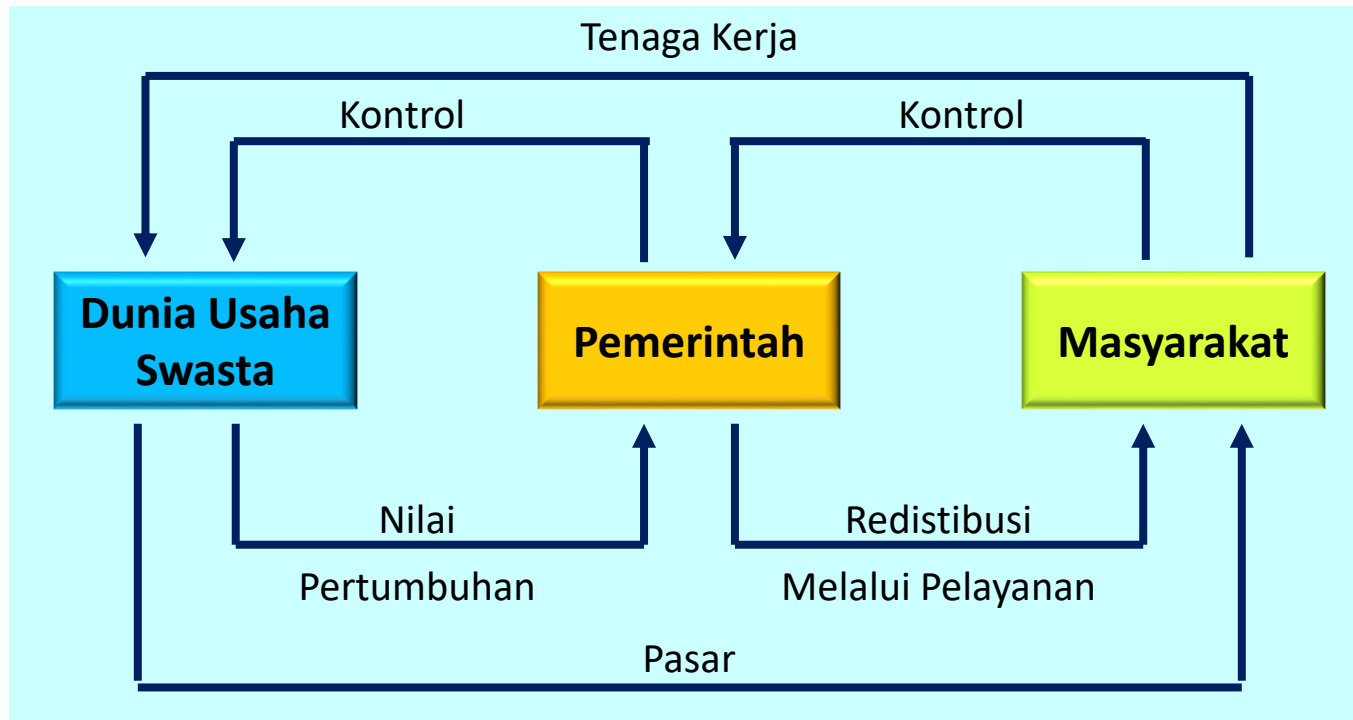 Tenaga Kerja
Kontrol
Kontrol
Dunia Usaha
Swasta
Pemerintah
Masyarakat
Nilai
Redistibusi
Pertumbuhan
Melalui Pelayanan
Pasar